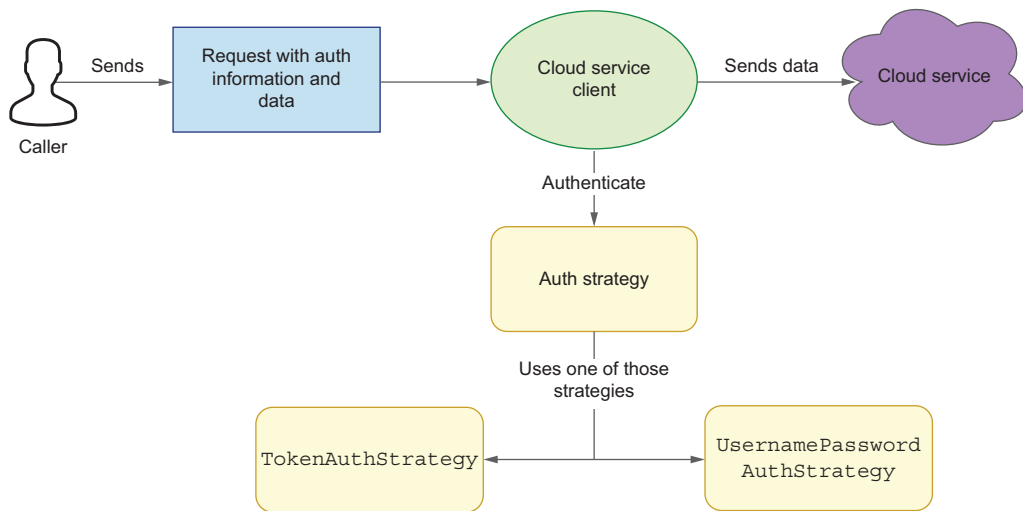 Sends
Request with auth
information and
data
Cloud service
client
Sends data
Cloud service
Caller
Authenticate
Auth strategy
Uses one of those
strategies
TokenAuthStrategy
UsernamePassword
AuthStrategy